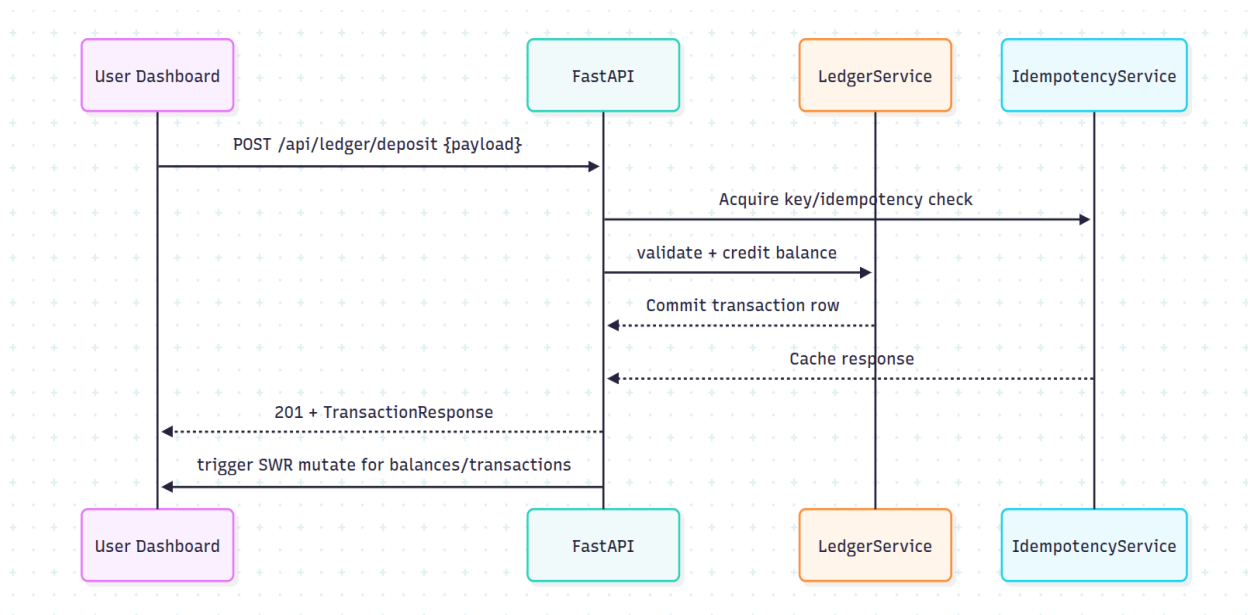 User Dashboard
FastAPI
LedgerService
IdempotencyService
POST /api/ledger/deposit {payload}
Acquire key/idempotency check
validate + credit balance
Commit transaction row
Cache response
201 + TransactionResponse
trigger SWR mutate for balances/transactions
User Dashboard
FastAPI
LedgerService
IdempotencyService